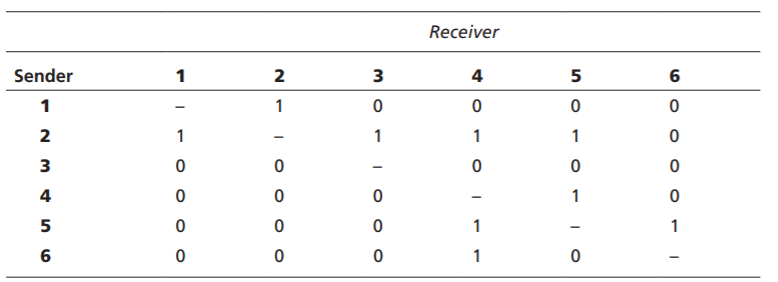 Receiver
Sender 1 2 3 4 5 6
1 – 1 0 0 0 0
2 1 – 1 1 1 0
3 0 0 – 0 0 0
4 0 0 0 – 1 0
5 0 0 0 1 – 1
6 0 0 0 1 0 –